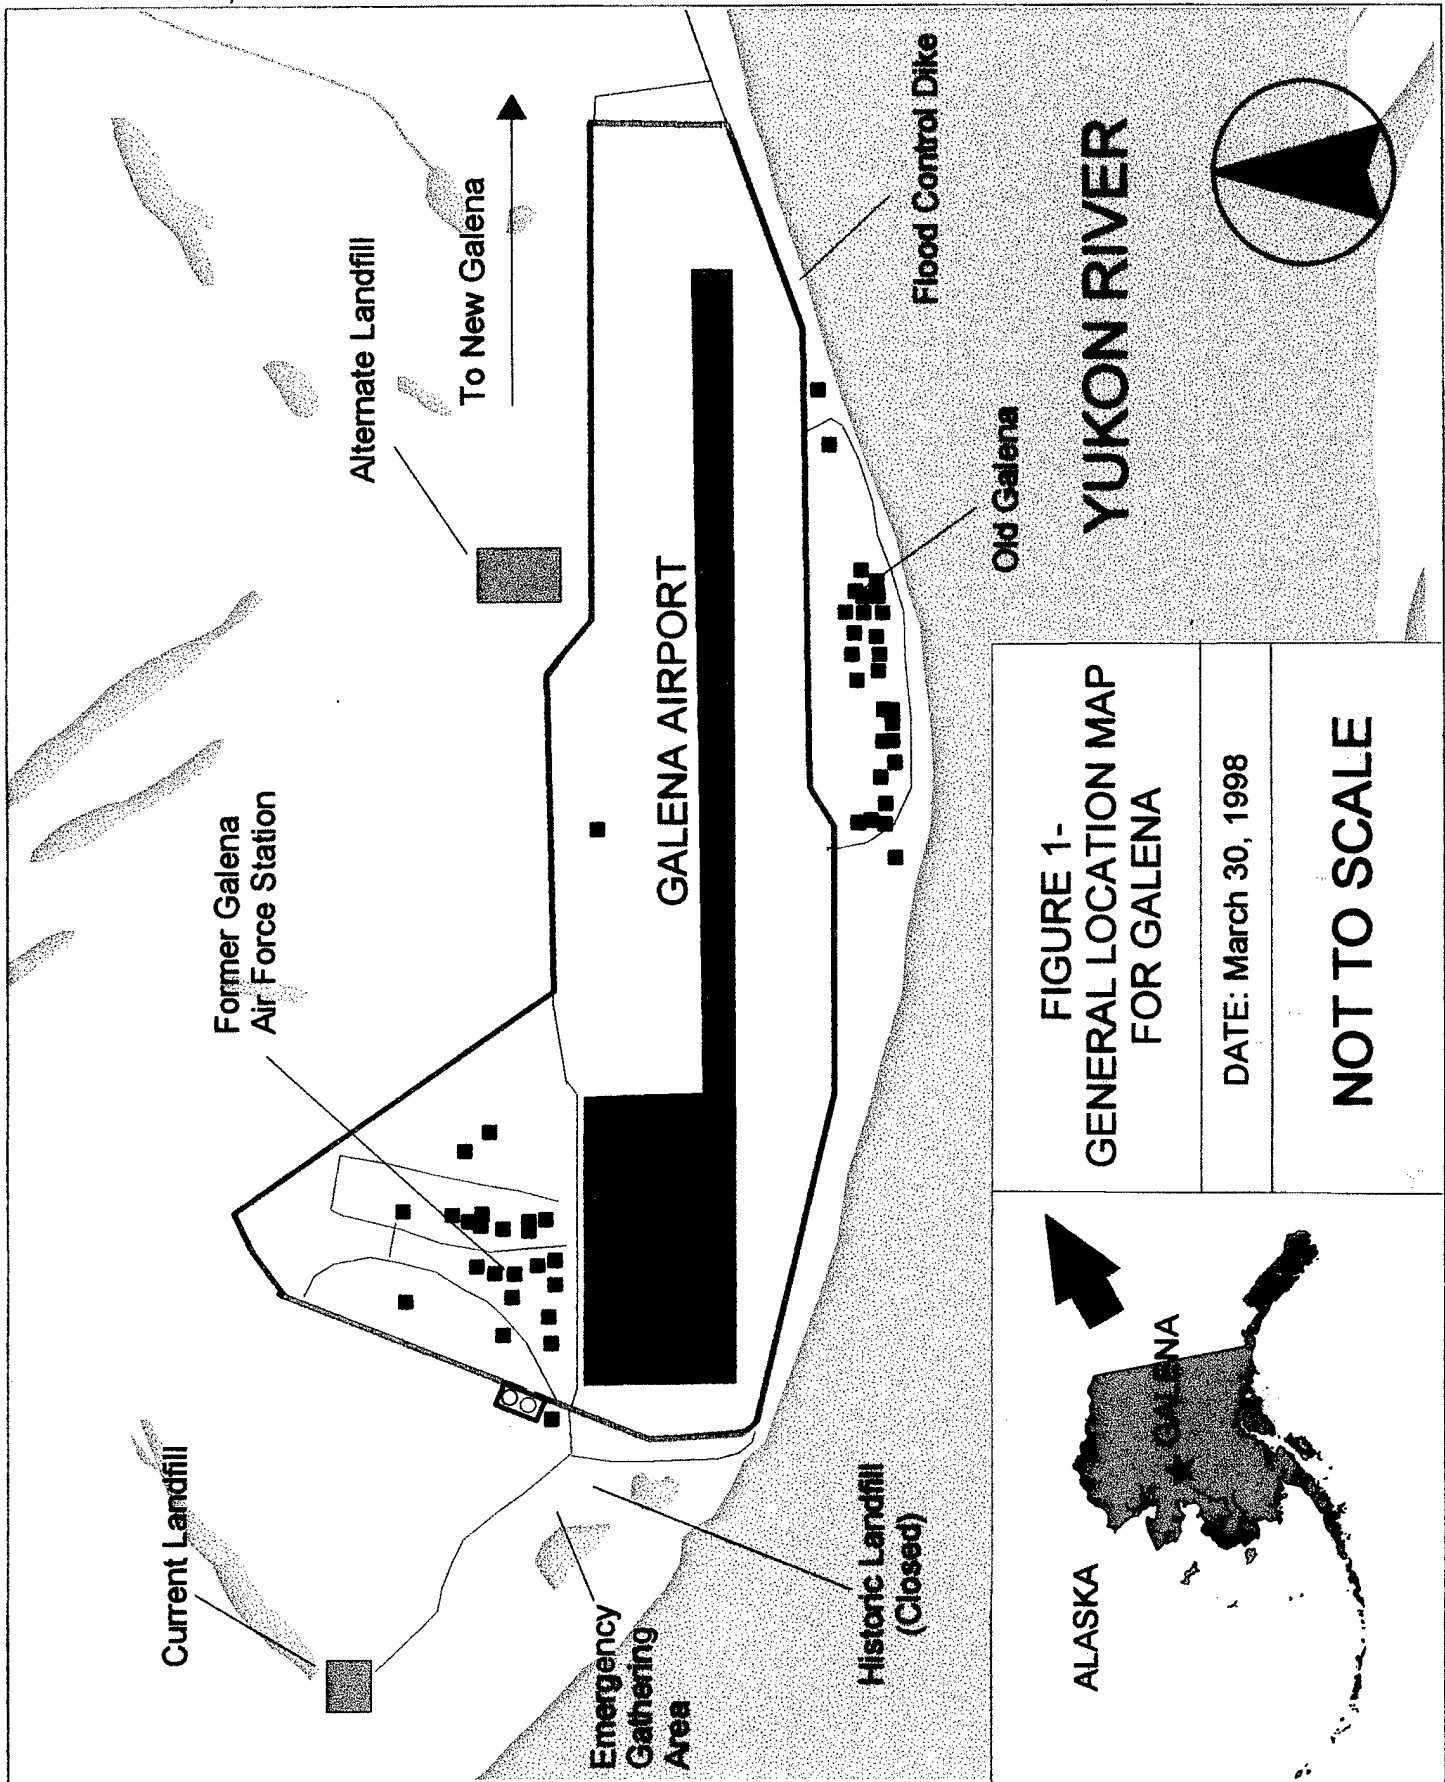 Current Landfill
Former Galena
Air Force Station
Alternate Landfill
To New Galena
GALENA AIRPORT
Emergency
Gathering
Area
Historic Landfill
(Closed)
Old Galena
Flood Control Dike
YUKON RIVER
ALASKA
GALENA
FIGURE 1-
GENERAL LOCATION MAP
FOR GALENA
DATE: March 30, 1998
NOT TO SCALE